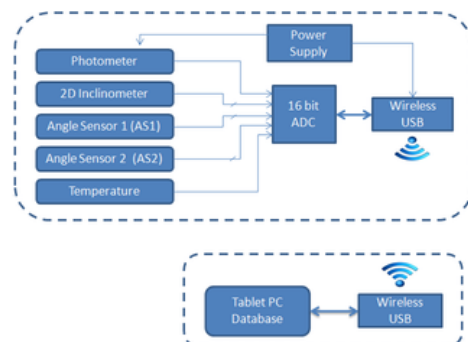 Power
Supply
Photometer
2D Inclinometer
Angle Sensor 1 (AS1)
Angle Sensor 2 (AS2)
Temperature
16 bit
ADC
Wireless
USB
Tablet PC
Database
Wireless
USB